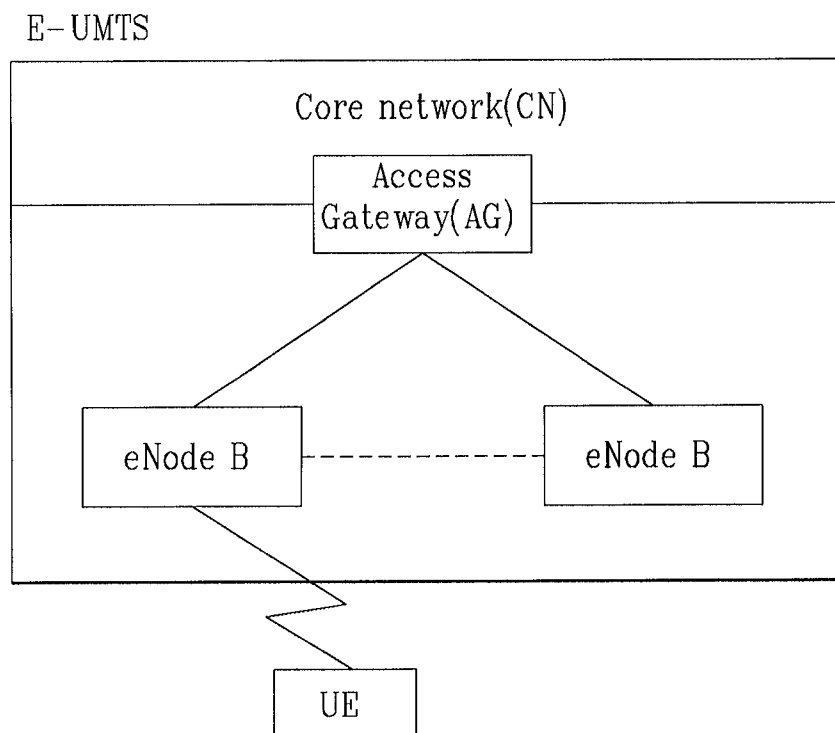 E-UMTS
Core network(CN)
Access
Gateway(AG)
eNode B
eNode B
UE